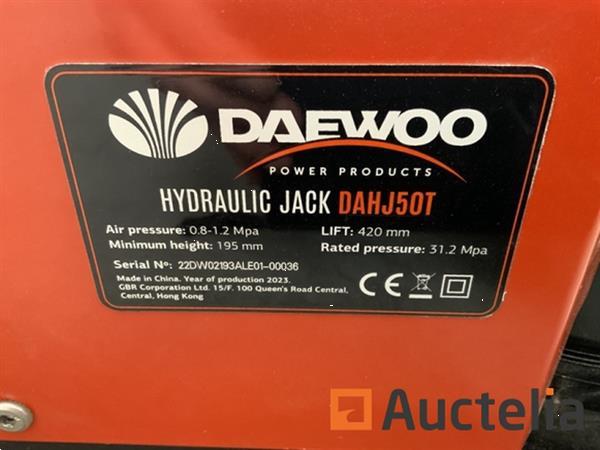 DAEWOO
POWER PRODUCTS
HYDRAULIC JACK DAHJ50T
Air pressure: 0.8-1.2 Mpa
LIFT: 420 mm
Minimum height: 195 mm
Rated pressure: 31.2 Mpa
Serial Nº: 22DW02193ALE01-00036
Made in China. Year of production 2023.
GBR Corporation Ltd. 15/F. 100 Queen's Road Central,
Central, Hong Kong
CE
Auctelia